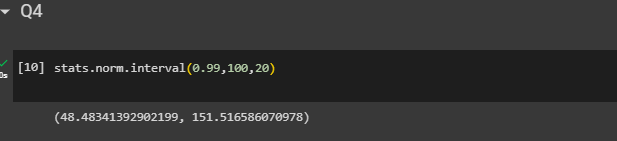 Q4
0s
[10] stats.norm.interval(0.99,100,20)
(48.48341392902199, 151.516586070978)